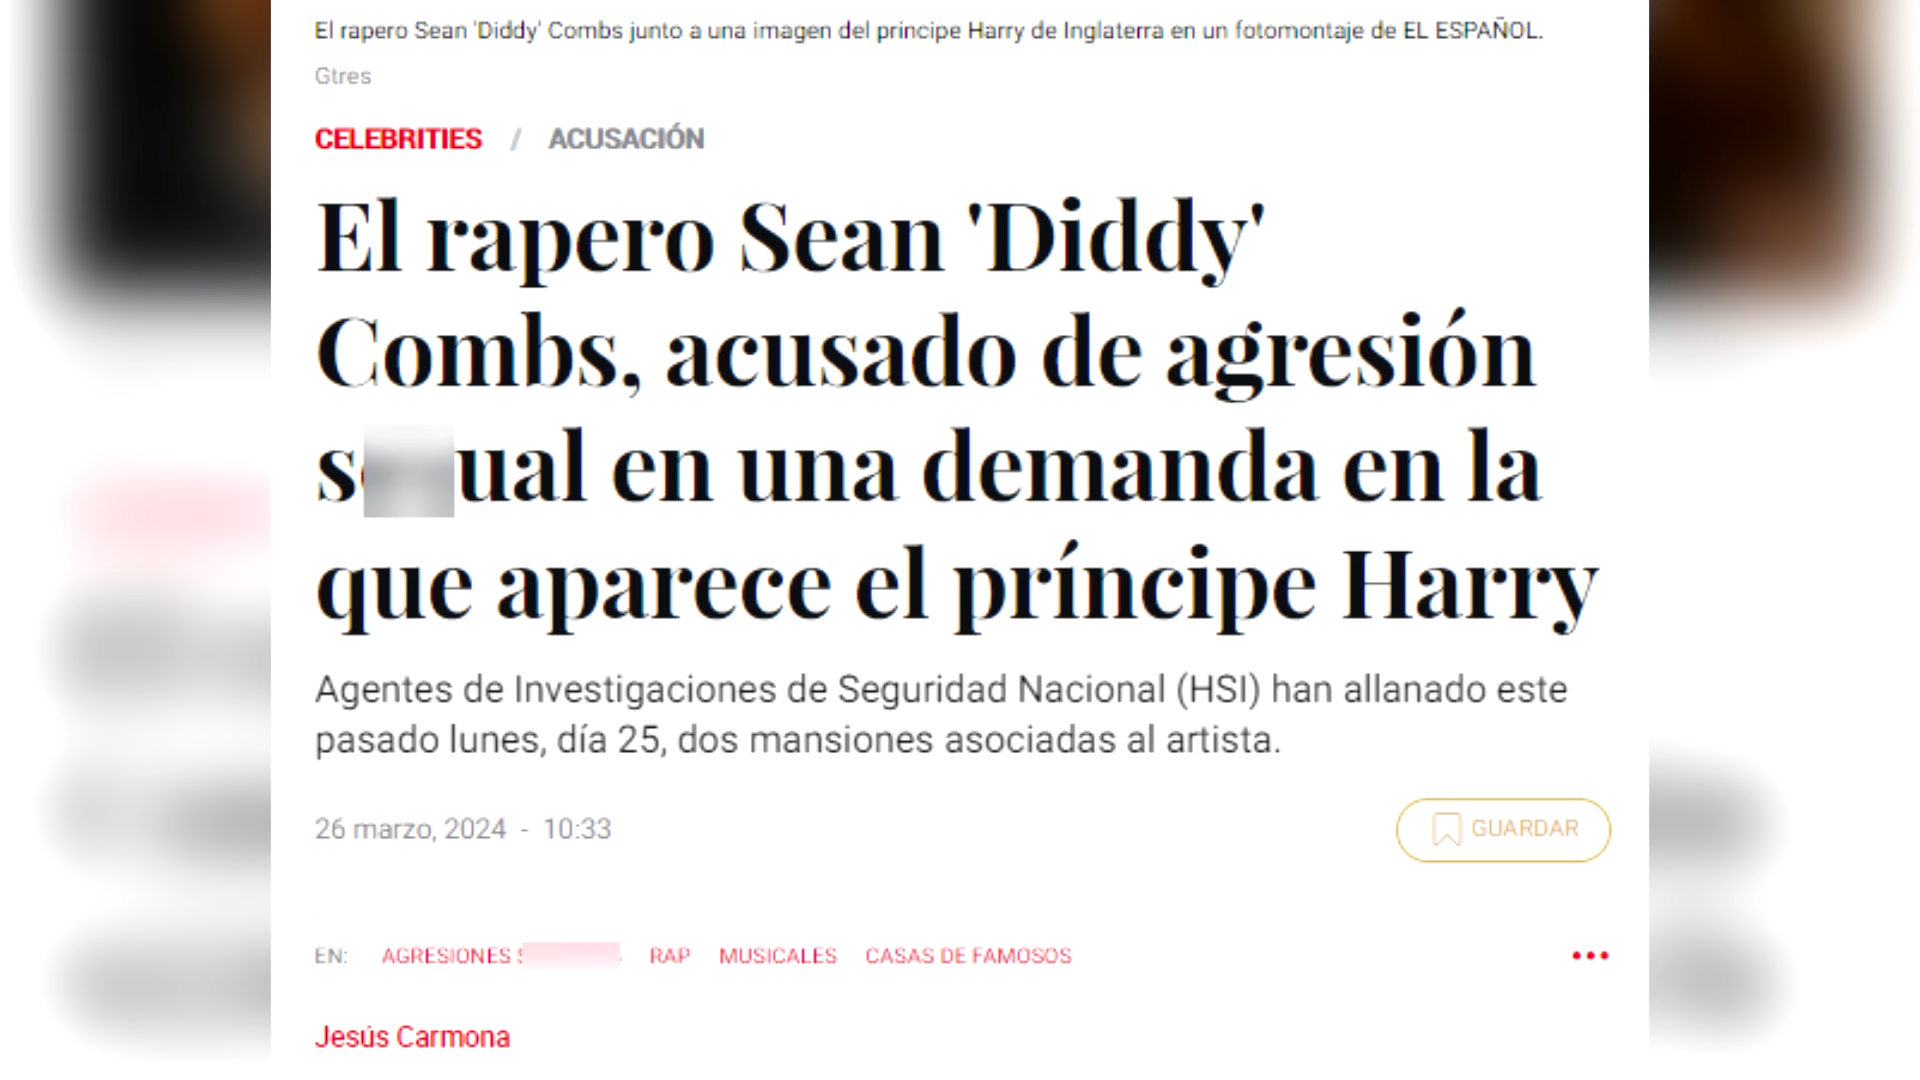 El rapero Sean 'Diddy' Combs junto a una imagen del príncipe Harry de Inglaterra en un fotomontaje de EL ESPAÑOL.
Gtres
CELEBRITIES / ACUSACIÓN
El rapero Sean 'Diddy'
Combs, acusado de agresión
s ual en una demanda en la
que aparece el príncipe Harry
Agentes de Investigaciones de Seguridad Nacional (HSI) han allanado este
pasado lunes, día 25, dos mansiones asociadas al artista.
26 marzo, 2024 - 10:33
GUARDAR
EN: AGRESIONES RAP MUSICALES CASAS DE FAMOSOS
Jesús Carmona